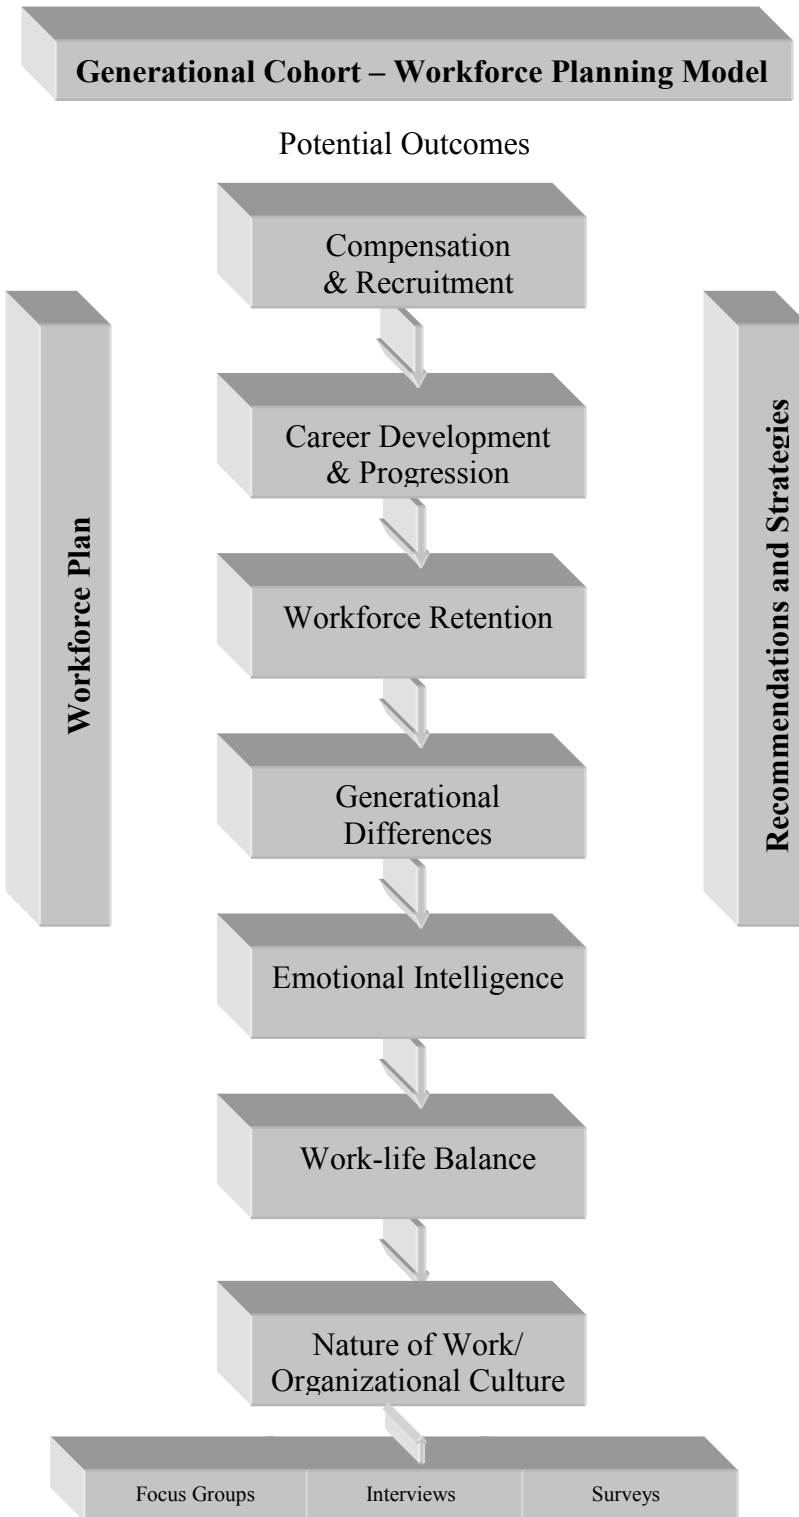 Generational Cohort – Workforce Planning Model
Potential Outcomes
Compensation
& Recruitment
Career Development
& Progression
Workforce Retention
Generational
Differences
Emotional Intelligence
Work-life Balance
Nature of Work/
Organizational Culture
Workforce Plan
Recommendations and Strategies
Focus Groups
Interviews
Surveys